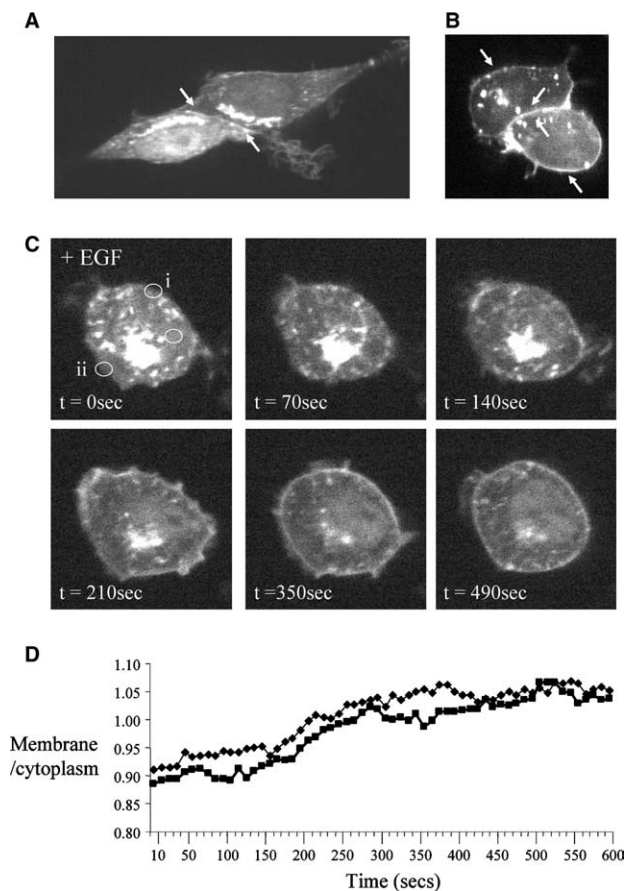 A
B
C
+ EGF
i
ii
t = 0sec
t = 70sec
t = 140sec
t = 210sec
t = 350sec
t = 490sec
D
1.10
1.05
1.00
0.95
0.90
0.85
0.80
Membrane
/cytoplasm
10 50 100 150 200 250 300 350 400 450 500 550 600
Time (secs)